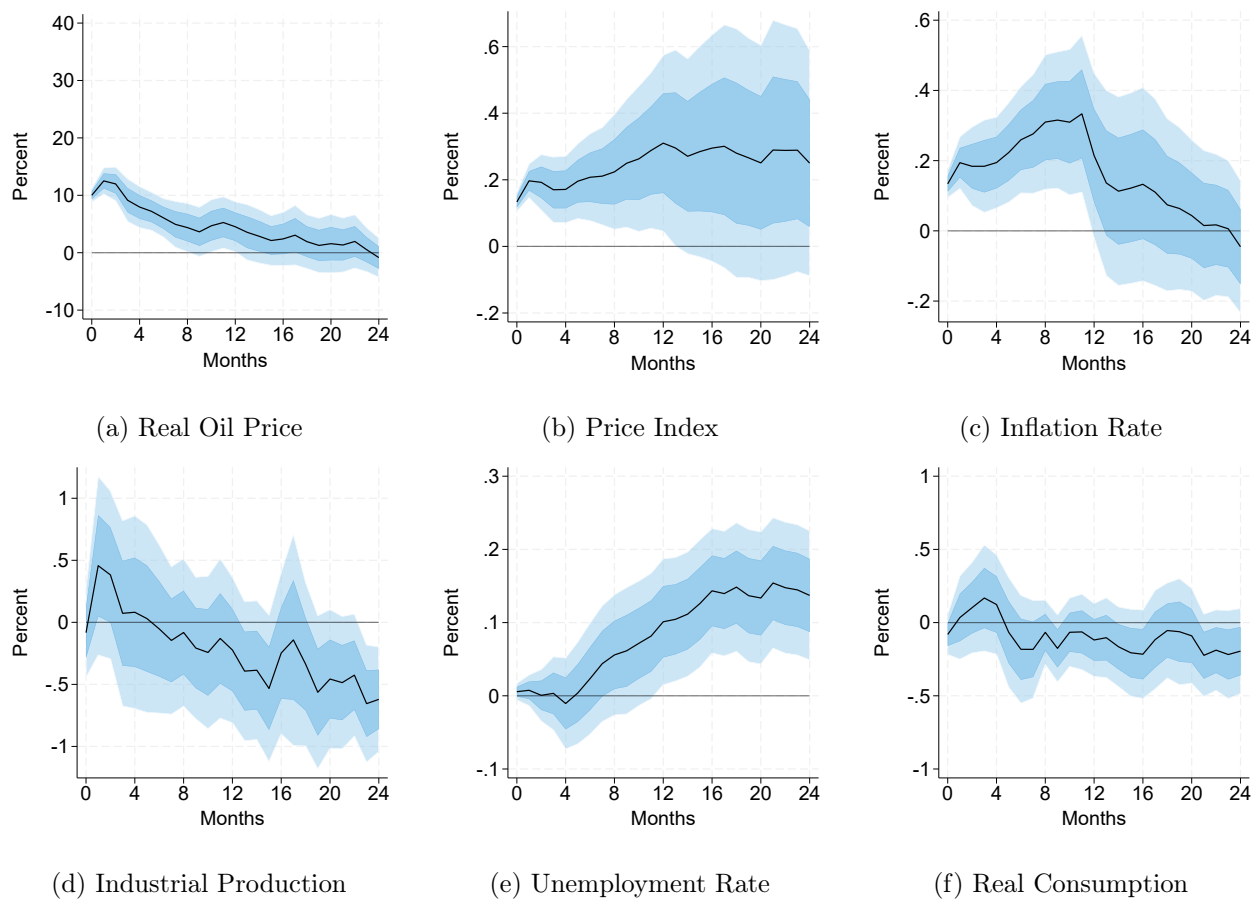 40
30
20
10
0
-10
Percent
0 4 8 12 16 20 24
Months
(a) Real Oil Price
.6
.4
.2
0
-.2
Percent
0 4 8 12 16 20 24
Months
(b) Price Index
.6
.4
.2
0
-.2
Percent
0 4 8 12 16 20 24
Months
(c) Inflation Rate
1
.5
0
-.5
-1
Percent
0 4 8 12 16 20 24
Months
(d) Industrial Production
.3
.2
.1
0
-.1
Percent
0 4 8 12 16 20 24
Months
(e) Unemployment Rate
1
.5
0
-.5
-1
Percent
0 4 8 12 16 20 24
Months
(f) Real Consumption